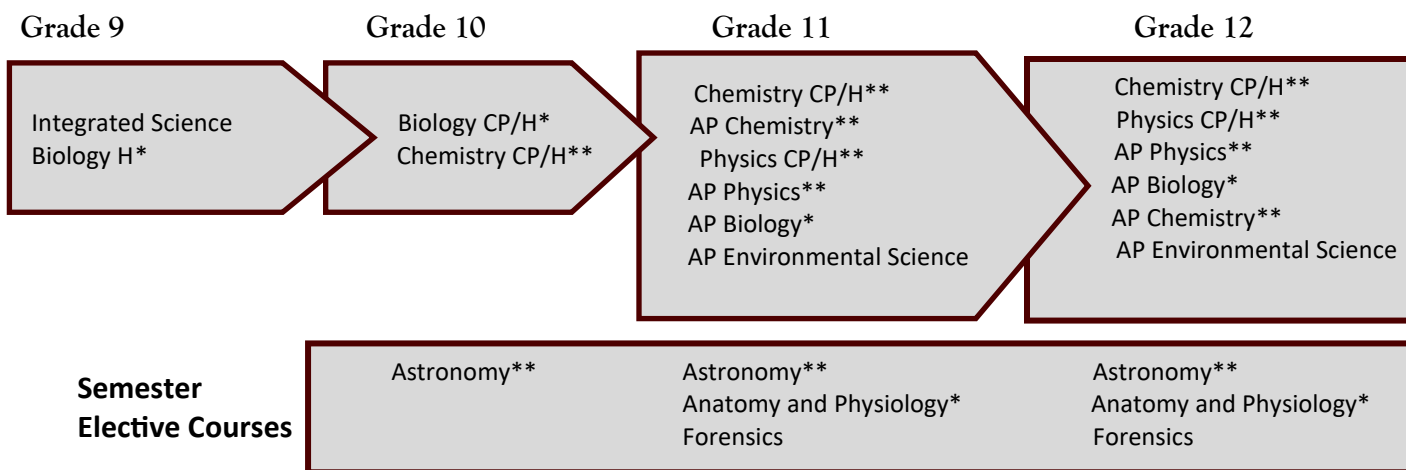 Grade 9
Grade 10
Grade 11
Grade 12
Integrated Science
Biology H*
Biology CP/H*
Chemistry CP/H**
Chemistry CP/H**
AP Chemistry**
Physics CP/H**
AP Physics**
AP Biology*
AP Environmental Science
Chemistry CP/H**
Physics CP/H**
AP Physics**
AP Biology*
AP Chemistry**
AP Environmental Science
Semester
Elective Courses
Astronomy**
Astronomy**
Anatomy and Physiology*
Forensics
Astronomy**
Anatomy and Physiology*
Forensics